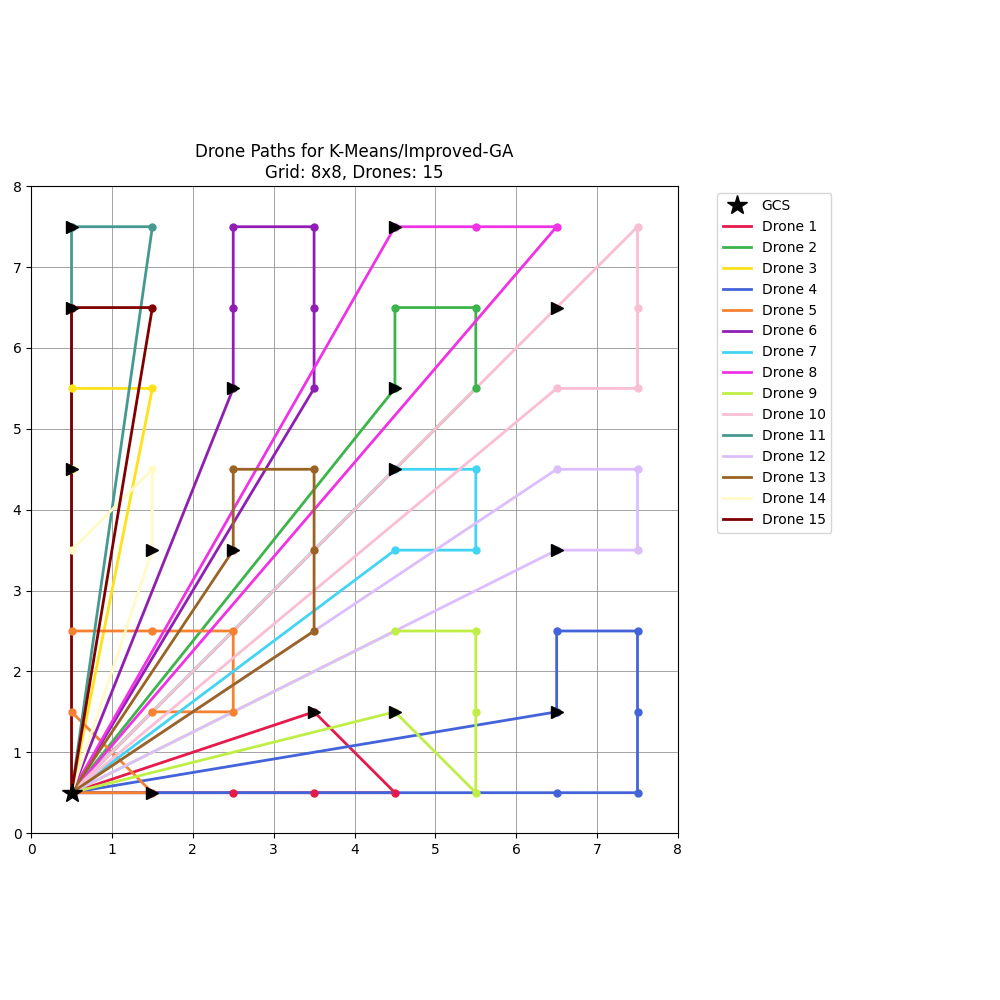 Drone Paths for K-Means/Improved-GA
Grid: 8x8, Drones: 15
8
7
6
5
4
3
2
1
0
0 1 2 3 4 5 6 7 8
GCS
Drone 1
Drone 2
Drone 3
Drone 4
Drone 5
Drone 6
Drone 7
Drone 8
Drone 9
Drone 10
Drone 11
Drone 12
Drone 13
Drone 14
Drone 15